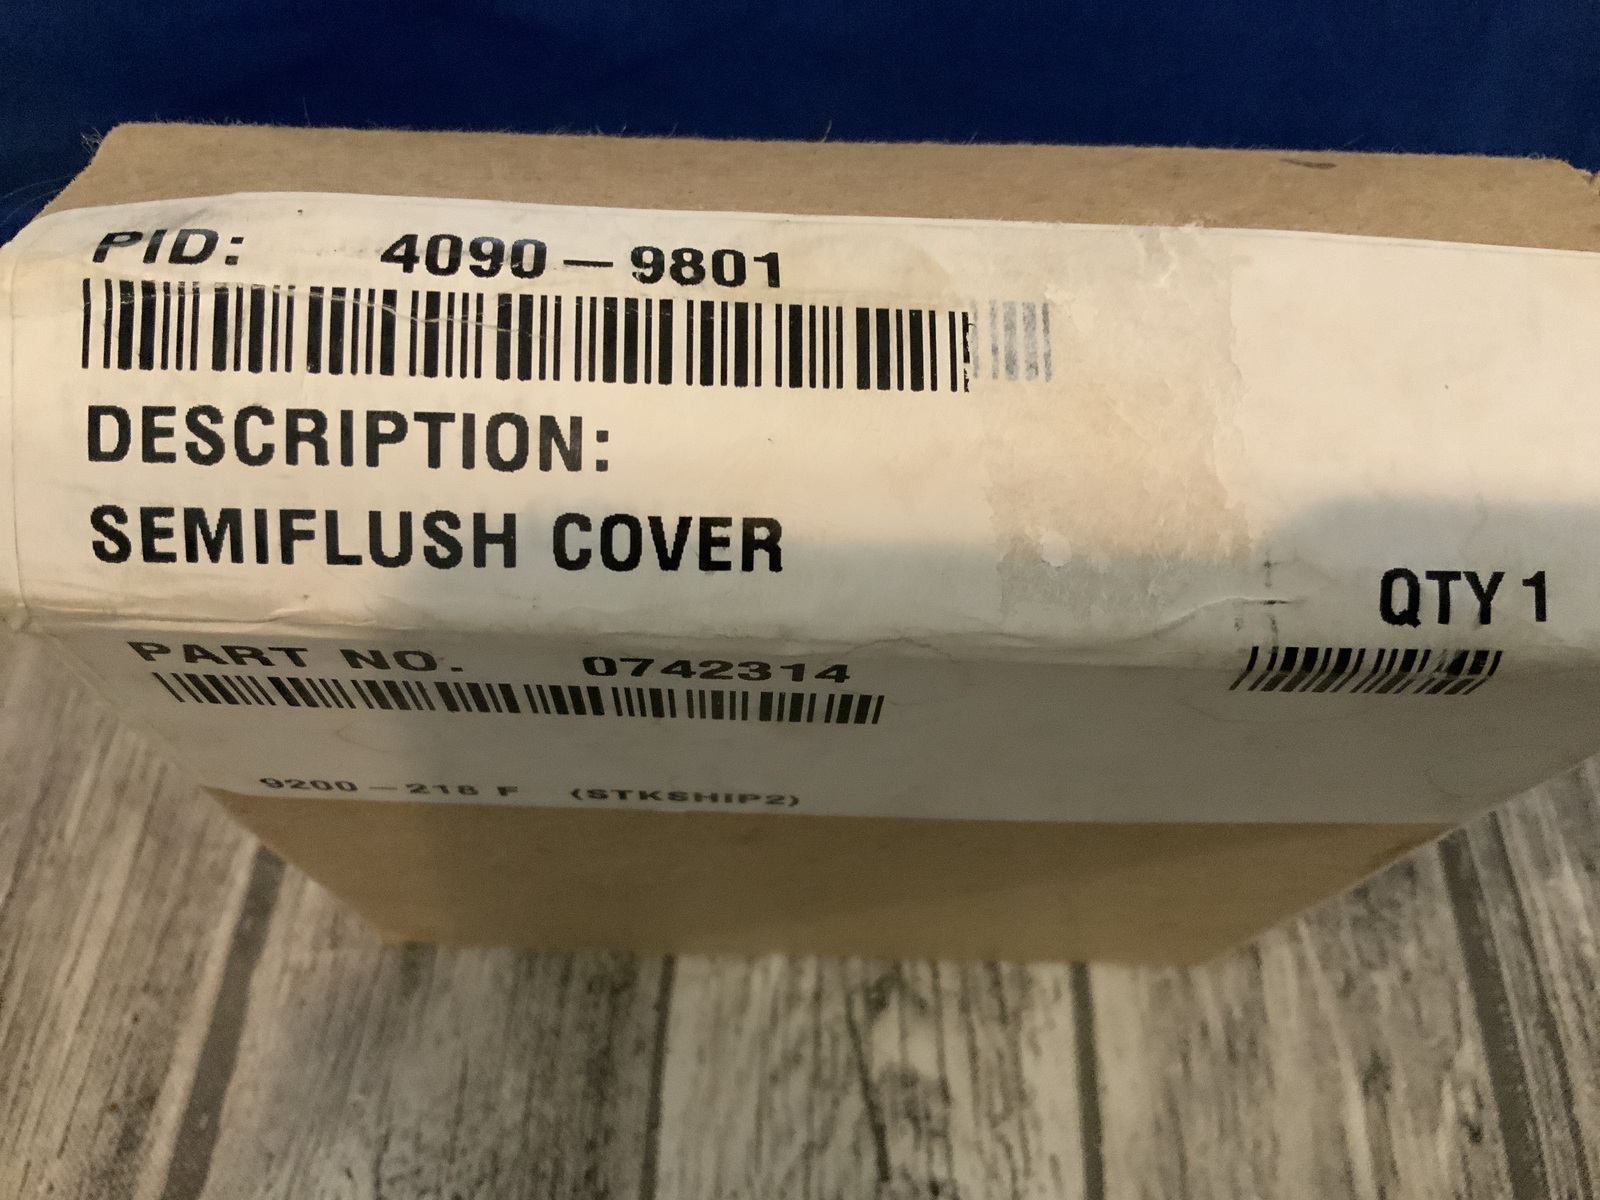 PID: 4090-9801
DESCRIPTION:
SEMIFLUSH COVER
QTY 1
PART NO. 0742314
9200-218 F (STKSHIP2)